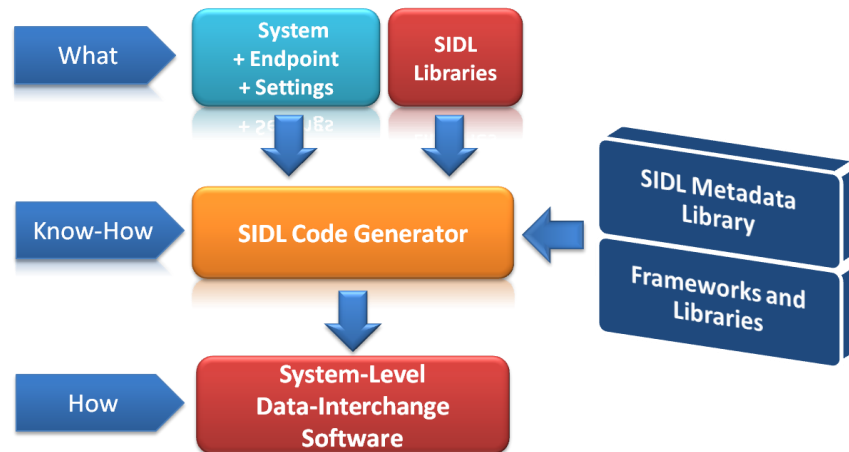 What
System
+ Endpoint
+ Settings
SIDL
Libraries
Know-How
SIDL Code Generator
SIDL Metadata
Library
Frameworks and
Libraries
How
System-Level
Data-Interchange
Software